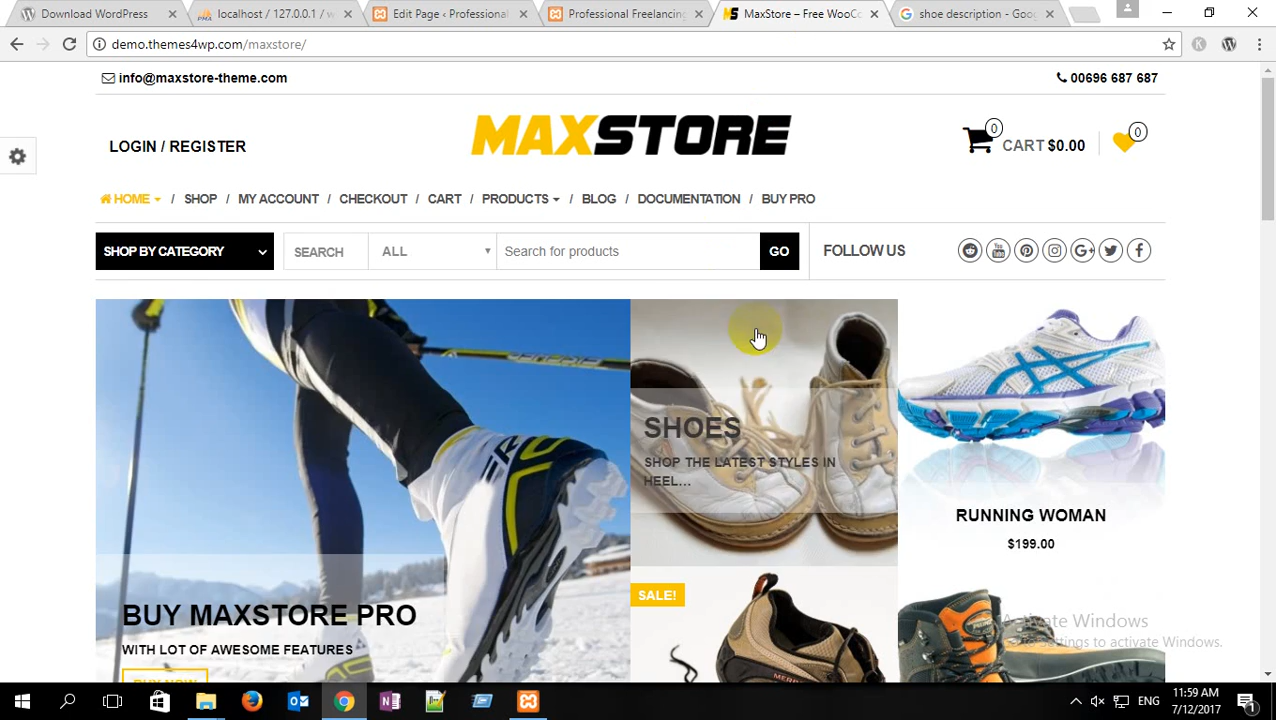 Download WordPress
localhost / 127.0.0.1 / w
Edit Page ‹ Professional
Professional Freelancing
MaxStore – Free WooCo
shoe description - Goog
demo.themes4wp.com/maxstore/
info@maxstore-theme.com
00696 687 687
LOGIN / REGISTER
MAXSTORE
0
CART $0.00
0
HOME / SHOP / MY ACCOUNT / CHECKOUT / CART / PRODUCTS / BLOG / DOCUMENTATION / BUY PRO
SHOP BY CATEGORY
SEARCH
ALL
Search for products
GO
FOLLOW US
SHOES
SHOP THE LATEST STYLES IN
HEEL...
RUNNING WOMAN
$199.00
SALE!
BUY MAXSTORE PRO
WITH LOT OF AWESOME FEATURES
BUY NOW
Activate Windows
settings to activate Windows.
ENG
11:59 AM
7/12/2017